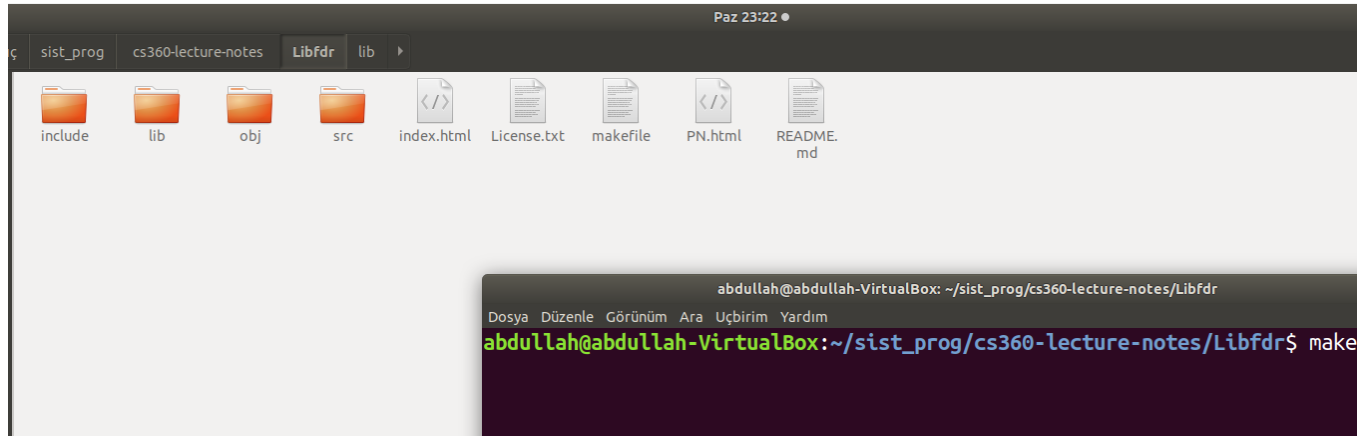 Paz 23:22
ıç sist_prog cs360-lecture-notes Libfdr lib
include lib obj src index.html License.txt makefile PN.html README.
md
abdullah@abdullah-VirtualBox: ~/sist_prog/cs360-lecture-notes/Libfdr
Dosya Düzenle Görünüm Ara Uçbirim Yardım
abdullah@abdullah-VirtualBox:~/sist_prog/cs360-lecture-notes/Libfdr$ make